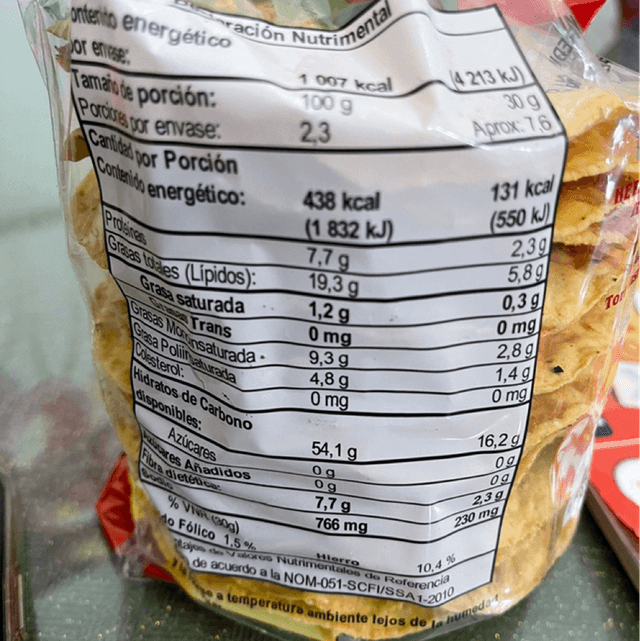 Declaración Nutrimental
Contenido energético
por envase: 1 007 kcal (4 213 kJ)
Tamaño de porción: 100 g 30 g
Porciones por envase: 2,3 Aprox: 7,6
Cantidad por Porción
Contenido energético: 438 kcal 131 kcal
(1 832 kJ) (550 kJ)
Proteínas 7,7 g 2,3 g
Grasas totales (Lípidos): 19,3 g 5,8 g
Grasa saturada 1,2 g 0,3 g
Grasas Trans 0 mg 0 mg
Grasas Monoinsaturada 9,3 g 2,8 g
Grasa Poliinsaturada 4,8 g 1,4 g
Colesterol: 0 mg 0 mg
Hidratos de Carbono
disponibles: 54,1 g 16,2 g
Azúcares 0 g 0 g
Azúcares Añadidos 0 g 0 g
Fibra dietética: 7,7 g 2,3 g
Sodio 766 mg 230 mg
% VNR (30g)
do Fólico 1,5 % Hierro 10,4 %
tajes de Valores Nutrimentales de Referencia
de acuerdo a la NOM-051-SCFI/SSA1-2010
a temperatura ambiente lejos de la humedad